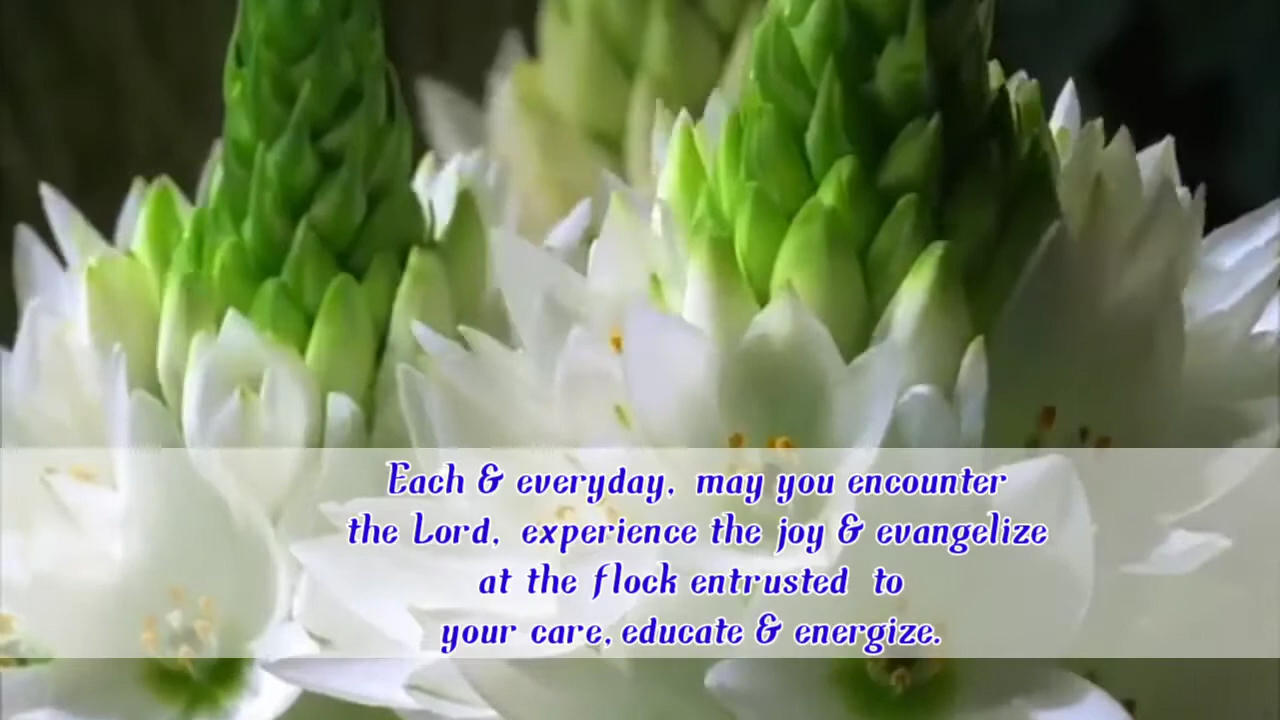 Each & everyday, may you encounter
the Lord, experience the joy & evangelize
at the flock entrusted to
your care, educate & energize.